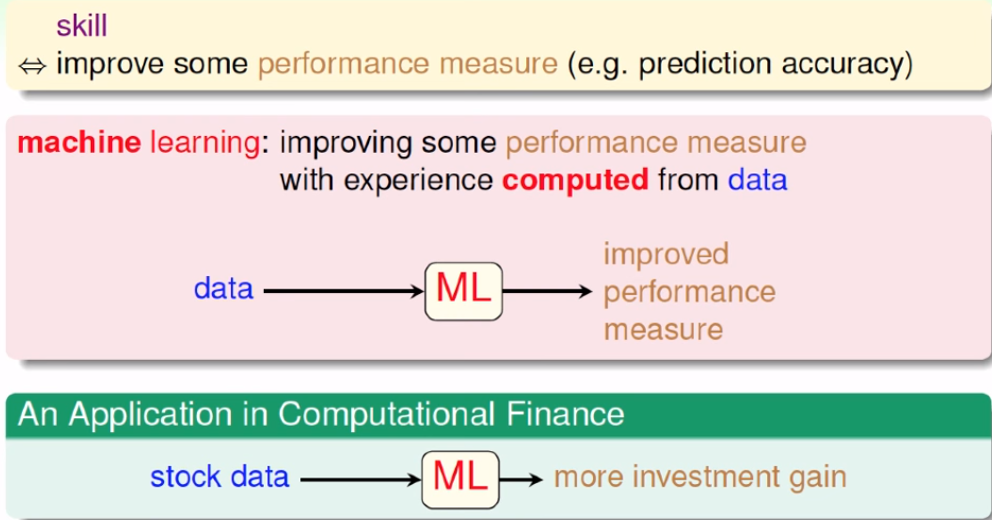 skill
⇔ improve some performance measure (e.g. prediction accuracy)
machine learning: improving some performance measure
with experience computed from data
data
ML
improved
performance
measure
An Application in Computational Finance
stock data
ML
more investment gain